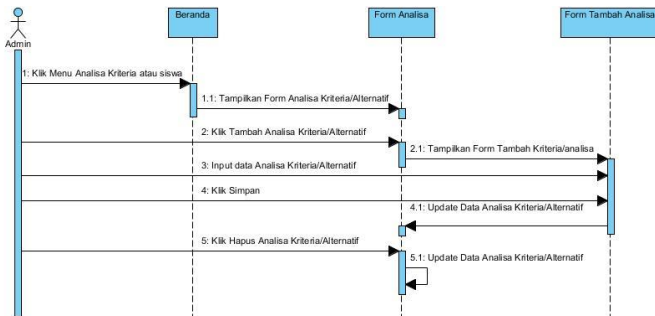 Beranda
Form Analisa
Form Tambah Analisa
Admin
1: Klik Menu Analisa Kriteria atau siswa
1.1: Tampilkan Form Analisa Kriteria/Alternatif
2: Klik Tambah Analisa Kriteria/Alternatif
2.1: Tampilkan Form Tambah Kriteria/analisa
3: Input data Analisa Kriteria/Alternatif
4: Klik Simpan
4.1: Update Data Analisa Kriteria/Alternatif
5: Klik Hapus Analisa Kriteria/Alternatif
5.1: Update Data Analisa Kriteria/Alternatif